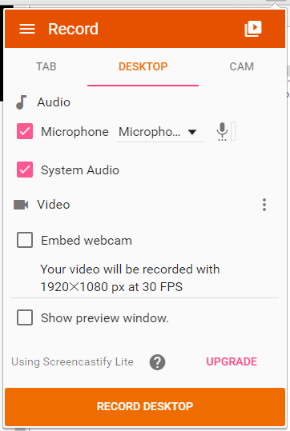 Record
TAB DESKTOP CAM
Audio
Microphone Micropho...
System Audio
Video
Embed webcam
Your video will be recorded with
1920×1080 px at 30 FPS
Show preview window.
Using Screencastify Lite ? UPGRADE
RECORD DESKTOP